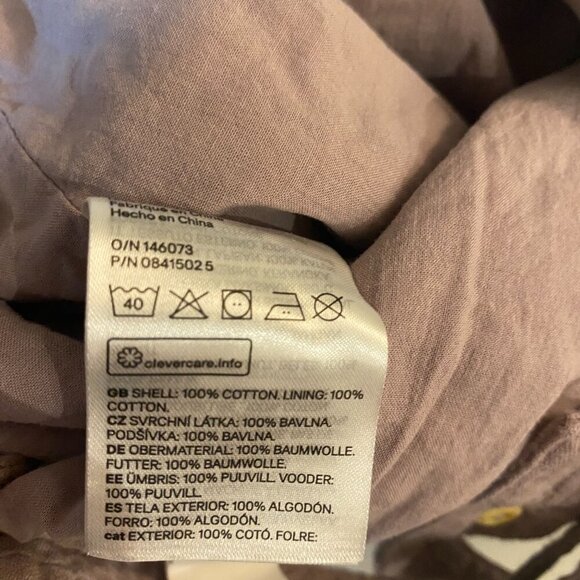 Hecho en China
O/N 146073
P/N 0841502 5
40
clevercare.info
GB SHELL: 100% COTTON. LINING: 100%
COTTON.
CZ SVRCHNÍ LÁTKA: 100% BAVLNA.
PODŠÍVKA: 100% BAVLNA.
DE OBERMATERIAL: 100% BAUMWOLLE.
FUTTER: 100% BAUMWOLLE.
EE ÜMBRIS: 100% PUUVILL. VOODER:
100% PUUVILL.
ES TELA EXTERIOR: 100% ALGODÓN.
FORRO: 100% ALGODÓN.
cat EXTERIOR: 100% COTÓ. FOLRE: